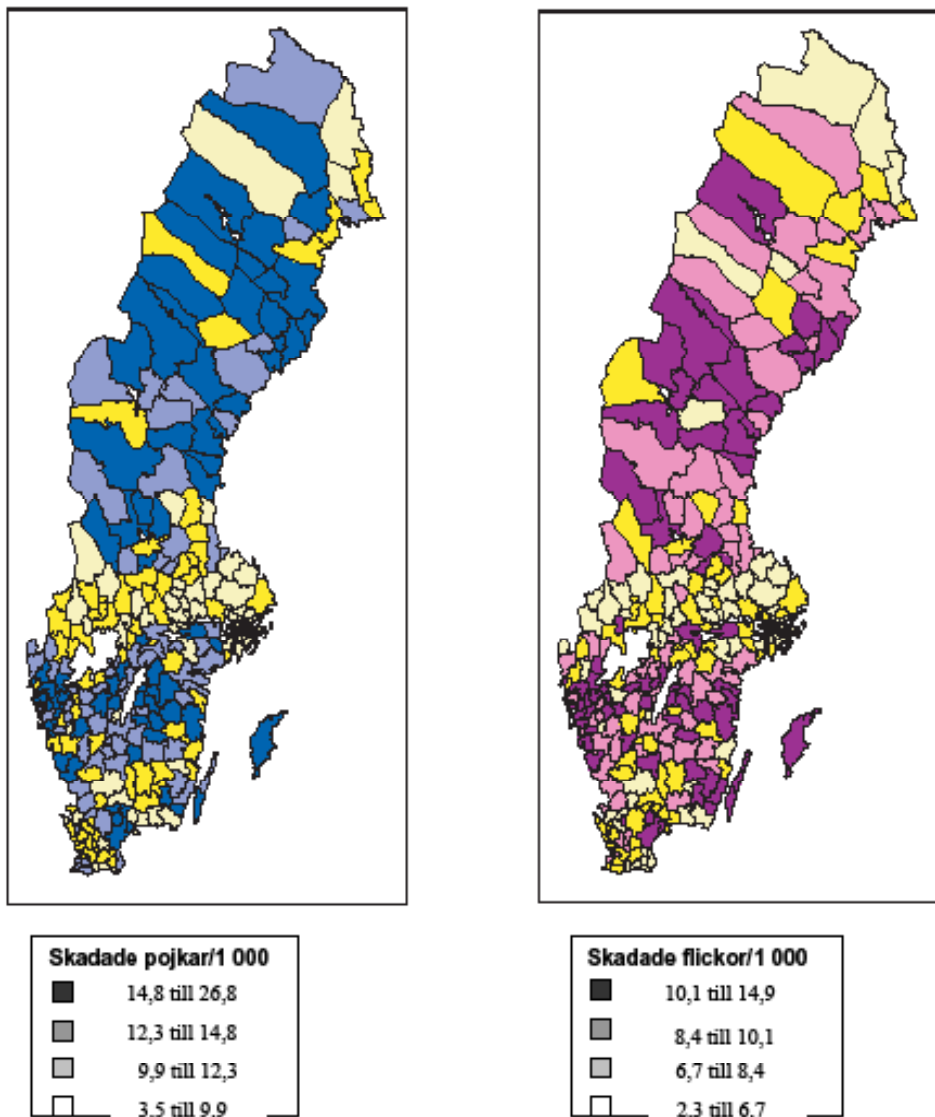 Skadade pojkar/1 000
14,8 till 26,8
12,3 till 14,8
9,9 till 12,3
3,5 till 9,9
Skadade flickor/1 000
10,1 till 14,9
8,4 till 10,1
6,7 till 8,4
2,3 till 6,7